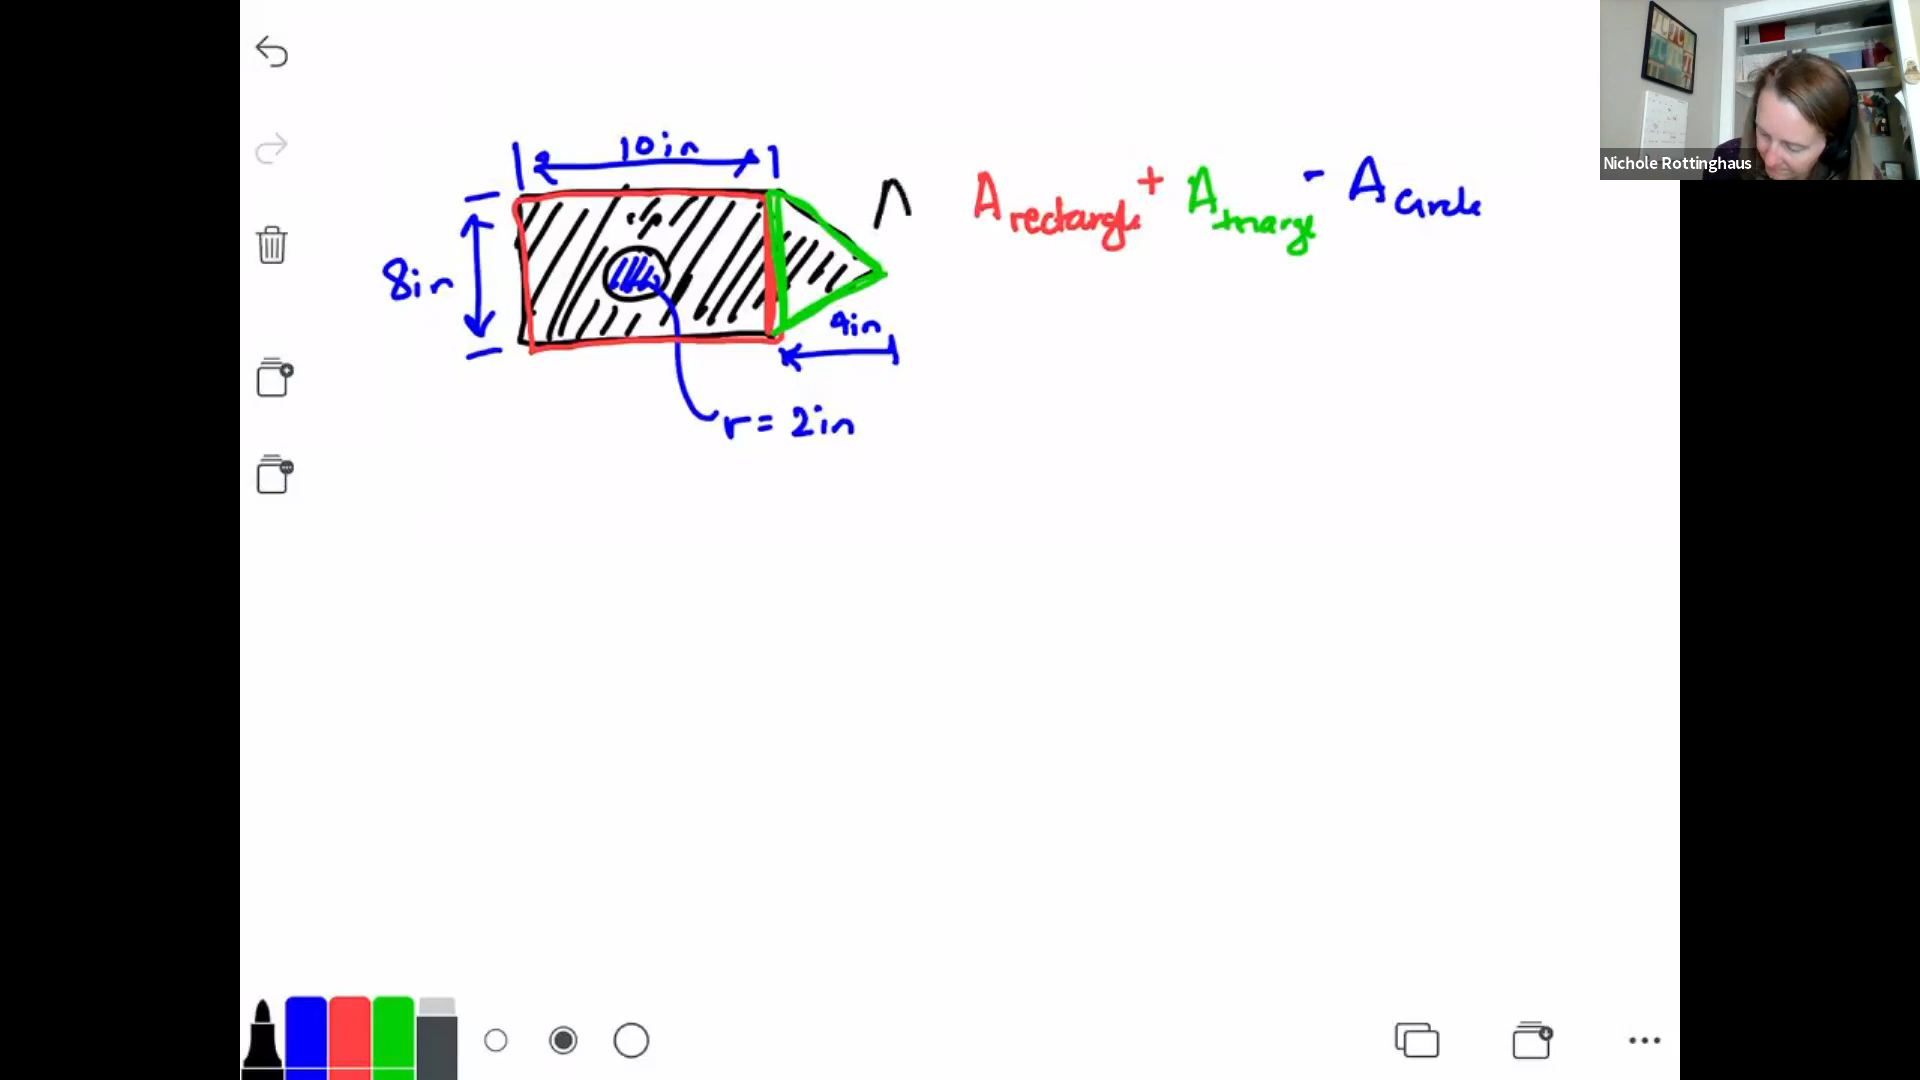 Nichole Rottinghaus
10in
A rectangle + A triangle - A circle
8in
4in
r = 2in